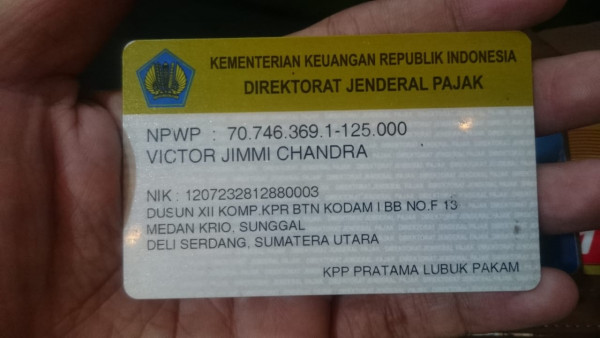 KEMENTERIAN KEUANGAN REPUBLIK INDONESIA
DIREKTORAT JENDERAL PAJAK
NPWP : 70.746.369.1-125.000
VICTOR JIMMI CHANDRA
NIK : 1207232812880003
DUSUN XII KOMP.KPR BTN KODAM I BB NO.F 13
MEDAN KRIO, SUNGGAL
DELI SERDANG, SUMATERA UTARA
KPP PRATAMA LUBUK PAKAM